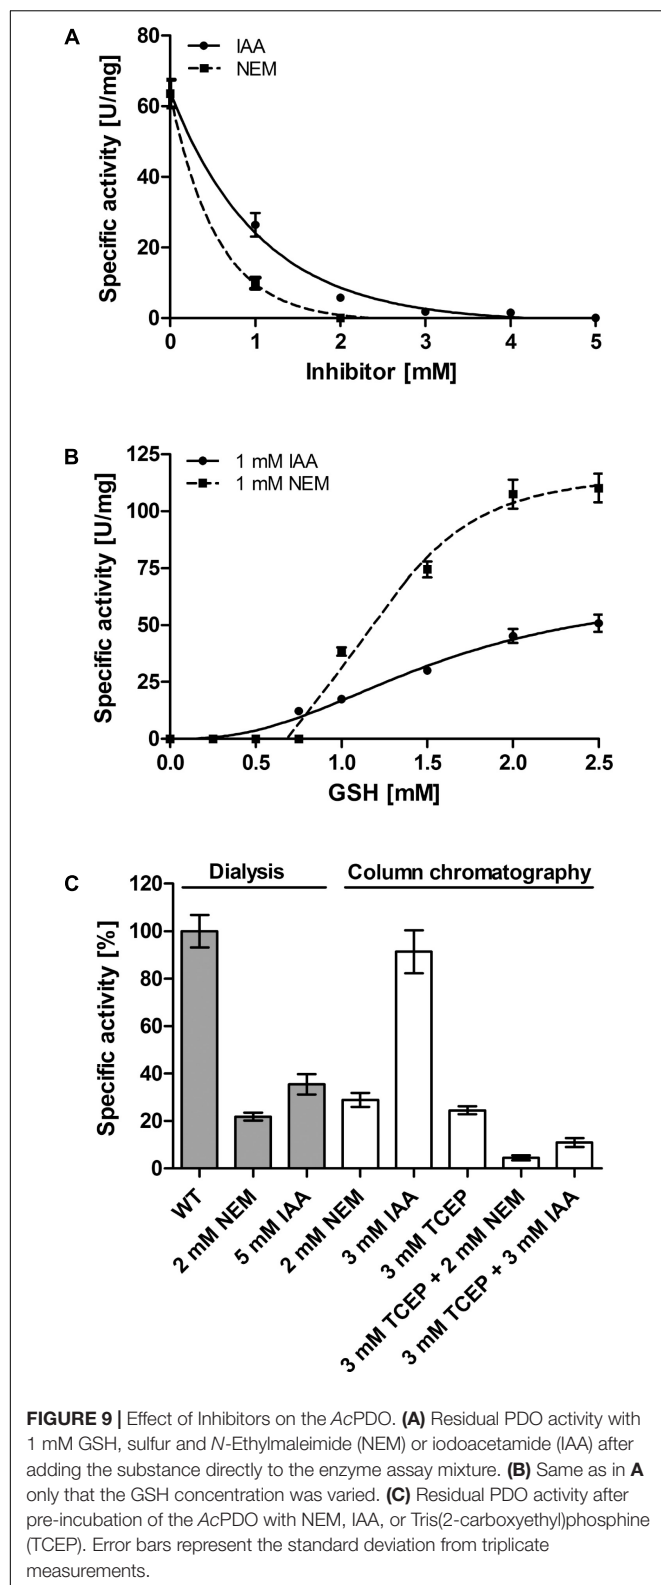 A
80
60
40
20
0
Specific activity [U/mg]
IAA
NEM
0 1 2 3 4 5
Inhibitor [mM]
B
125
100
75
50
25
0
Specific activity [U/mg]
1 mM IAA
1 mM NEM
0.0 0.5 1.0 1.5 2.0 2.5
GSH [mM]
C
Dialysis Column chromatography
120
100
80
60
40
20
0
Specific activity [%]
WT
2 mM NEM
5 mM IAA
2 mM NEM
3 mM IAA
3 mM TCEP
3 mM TCEP + 2 mM NEM
3 mM TCEP + 3 mM IAA
FIGURE 9 | Effect of Inhibitors on the AcPDO. (A) Residual PDO activity with
1 mM GSH, sulfur and N-Ethylmaleimide (NEM) or iodoacetamide (IAA) after
adding the substance directly to the enzyme assay mixture. (B) Same as in A
only that the GSH concentration was varied. (C) Residual PDO activity after
pre-incubation of the AcPDO with NEM, IAA, or Tris(2-carboxyethyl)phosphine
(TCEP). Error bars represent the standard deviation from triplicate
measurements.